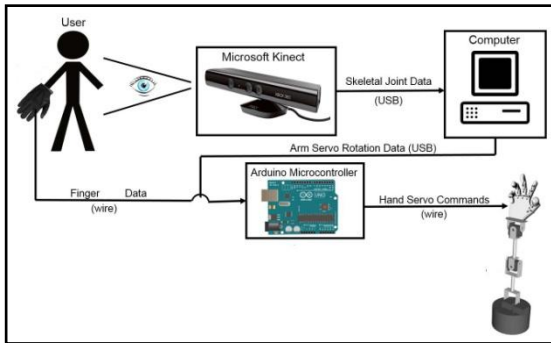 User
Microsoft Kinect
Computer
Skeletal Joint Data
(USB)
Arm Servo Rotation Data (USB)
Arduino Microcontroller
Finger Data
(wire)
Hand Servo Commands
(wire)